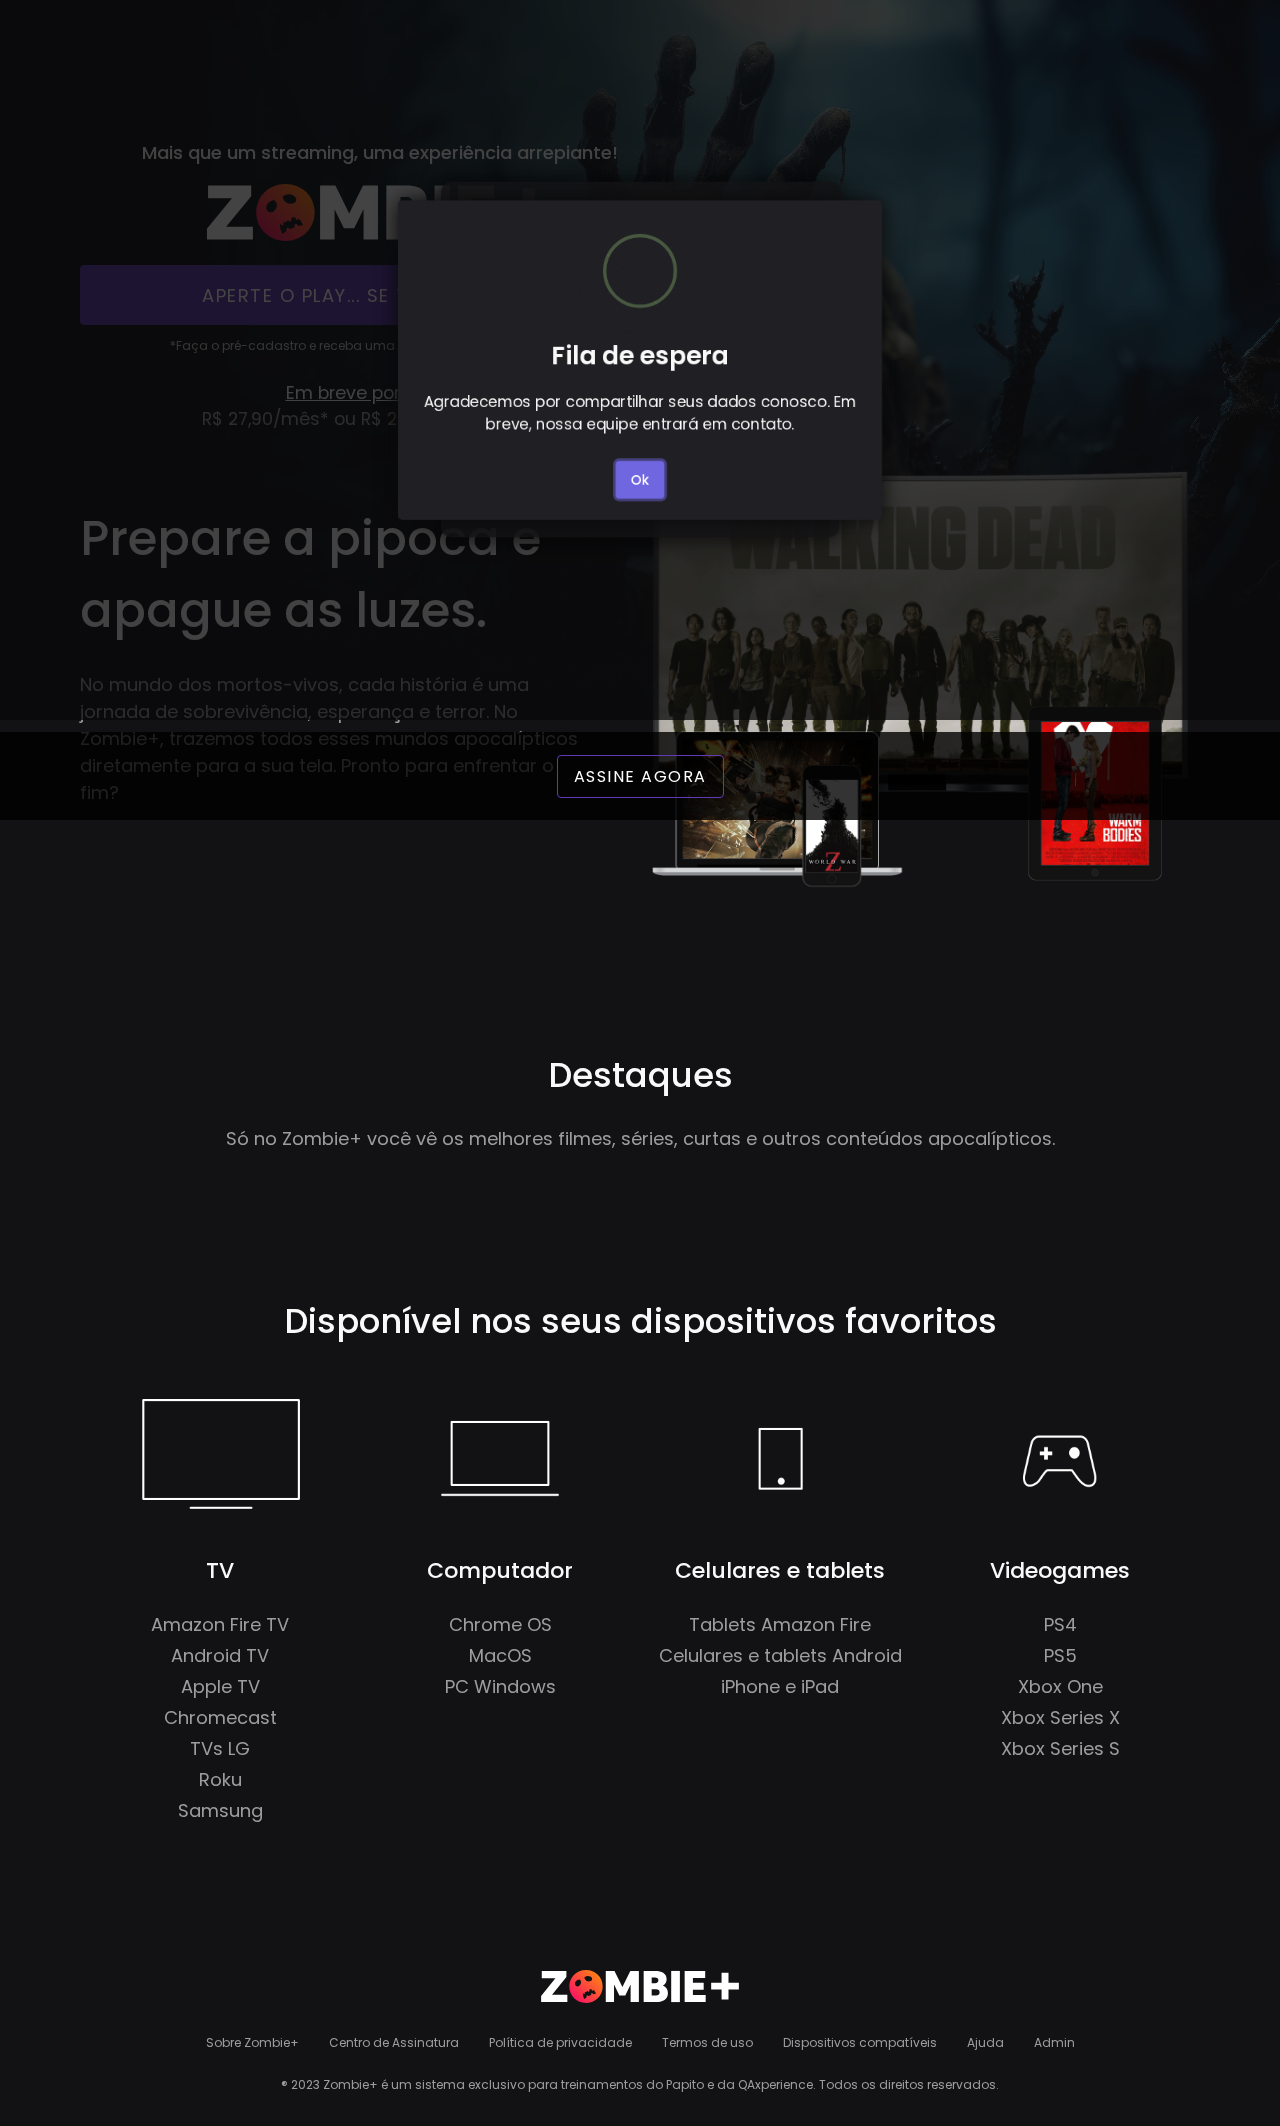 Mais que um streaming, uma experiência arrepiante!
APERTE O PLAY... SE
*Faça o pré-cadastro e receba uma
Em breve por
R$ 27,90/mês* ou R$ 2
Fila de espera
Agradecemos por compartilhar seus dados conosco. Em
breve, nossa equipe entrará em contato.
Ok
Prepare a pipoca e
apague as luzes.
WALKING DEAD
No mundo dos mortos-vivos, cada história é uma
jornada de sobrevivência, esperança e terror. No
Zombie+, trazemos todos esses mundos apocalípticos
diretamente para a sua tela. Pronto para enfrentar o
fim?
ASSINE AGORA
WORLD WAR
Z
WARM
BODIES
Destaques
Só no Zombie+ você vê os melhores filmes, séries, curtas e outros conteúdos apocalípticos.
Disponível nos seus dispositivos favoritos
TV
Amazon Fire TV
Android TV
Apple TV
Chromecast
TVs LG
Roku
Samsung
Computador
Chrome OS
MacOS
PC Windows
Celulares e tablets
Tablets Amazon Fire
Celulares e tablets Android
iPhone e iPad
Videogames
PS4
PS5
Xbox One
Xbox Series X
Xbox Series S
ZOMBIE+
Sobre Zombie+ Centro de Assinatura Política de privacidade Termos de uso Dispositivos compatíveis Ajuda Admin
® 2023 Zombie+ é um sistema exclusivo para treinamentos do Papito e da QAxperience. Todos os direitos reservados.